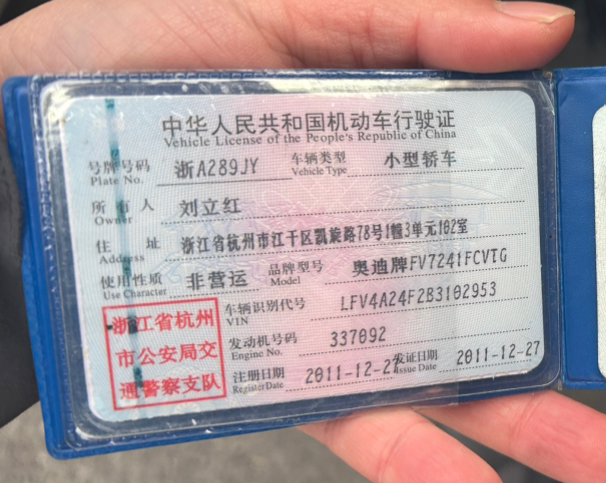 中华人民共和国机动车行驶证
Vehicle License of the People's Republic of China
号牌号码 浙A289JY 车辆类型 小型轿车
Plate No. Vehicle Type
所有人 刘立红
Owner
住址 浙江省杭州市江干区凯旋路78号1幢3单元102室
Address
使用性质 非营运 品牌型号 奥迪牌FV7241FCVTG
Use Character Model
浙江省杭州
市公安局交
通警察支队
车辆识别代号 LFV4A24F2B3102953
VIN
发动机号码 337092
Engine No.
注册日期 2011-12-27 发证日期 2011-12-27
Register Date Issue Date